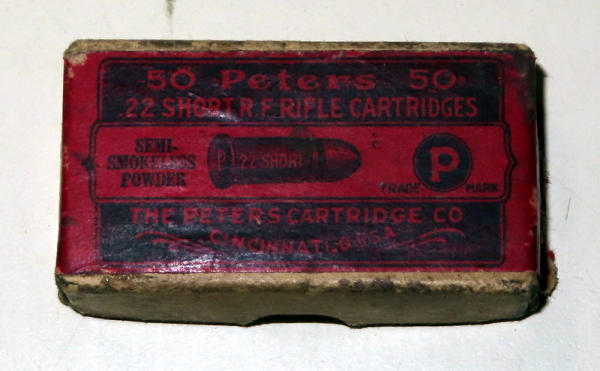 50 Peters 50
.22 SHORT R.F. RIFLE CARTRIDGES
SEMI-
SMOKELESS
POWDER
P 22 SHORT
P
TRADE MARK
THE PETERS CARTRIDGE CO
CINCINNATI, O. U.S.A.